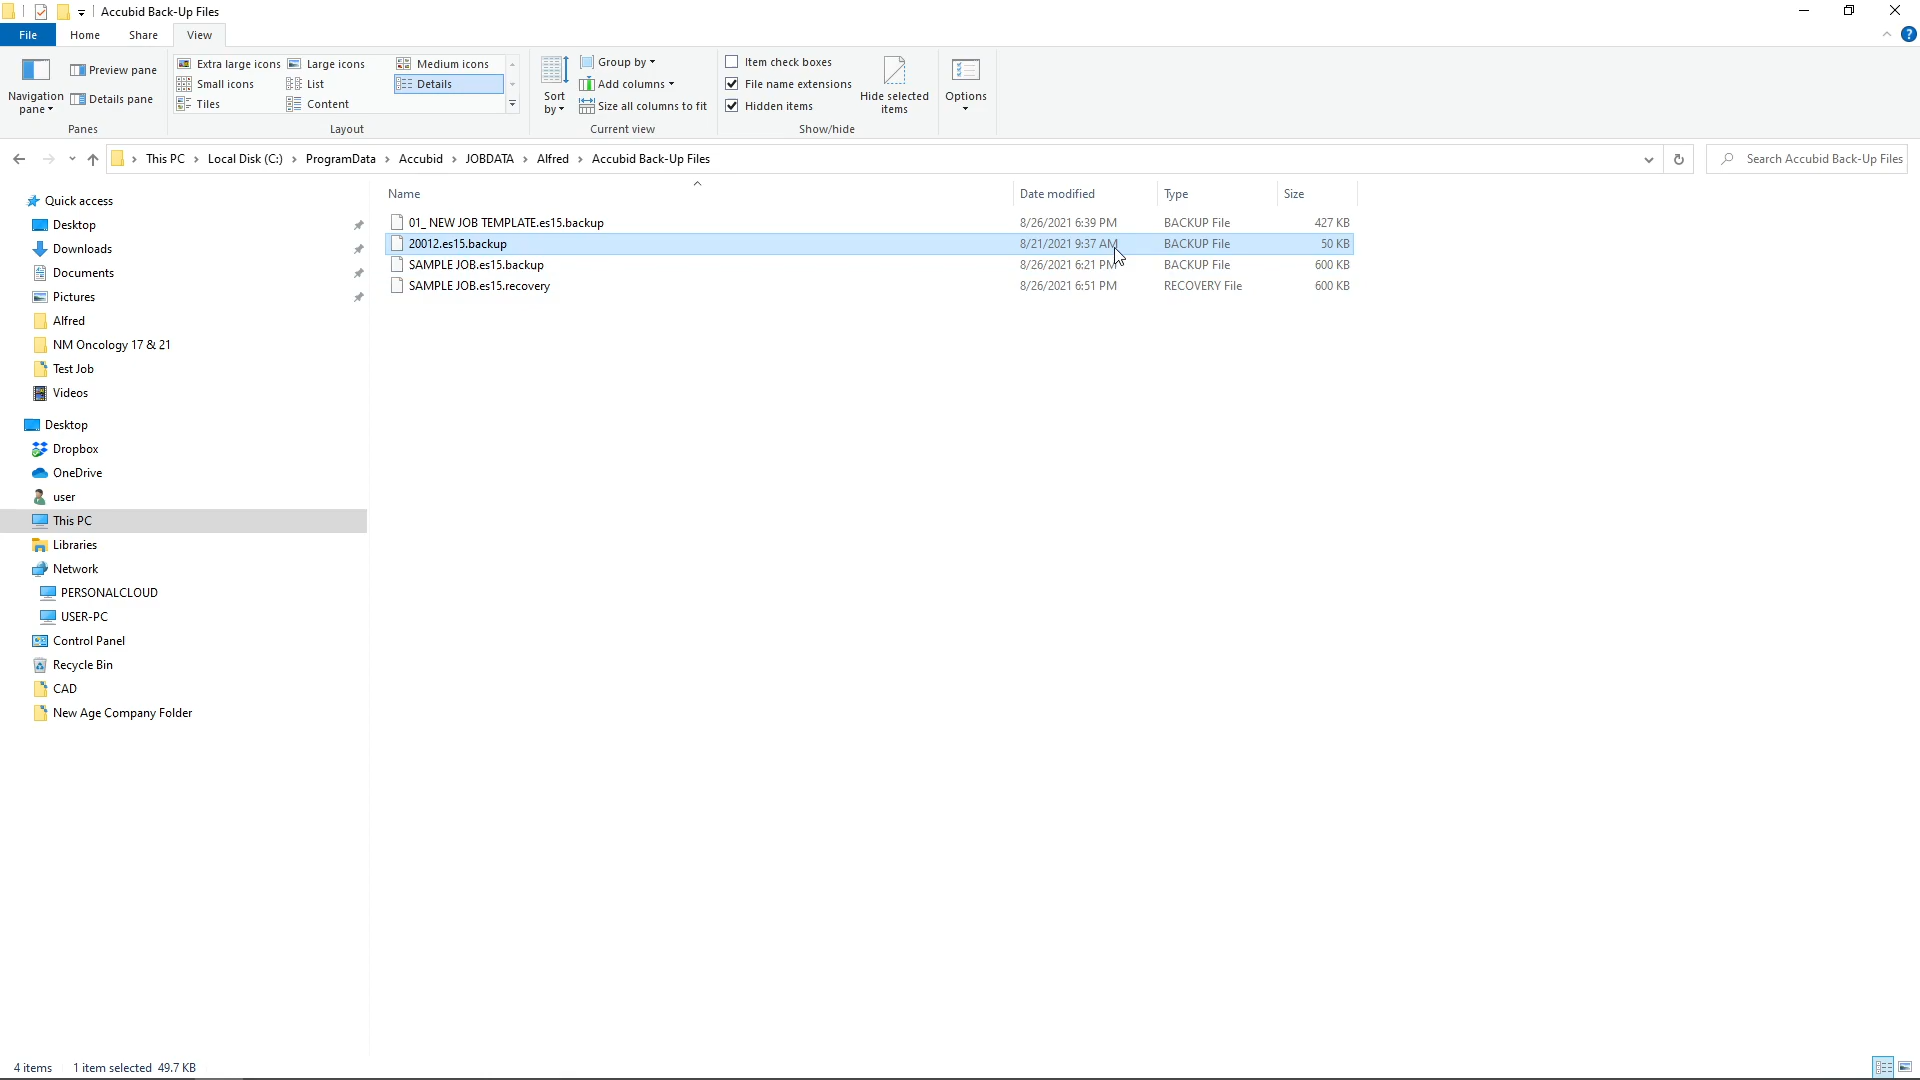 Accubid Back-Up Files
File Home Share View
Navigation pane
Preview pane
Details pane
Panes
Extra large icons Large icons Medium icons
Small icons List Details
Tiles Content
Layout
Sort by
Group by
Add columns
Size all columns to fit
Current view
Item check boxes
File name extensions
Hidden items
Hide selected items
Show/hide
Options
?
This PC > Local Disk (C:) > ProgramData > Accubid > JOBDATA > Alfred > Accubid Back-Up Files
Search Accubid Back-Up Files
Quick access
Desktop
Downloads
Documents
Pictures
Alfred
NM Oncology 17 & 21
Test Job
Videos
Desktop
Dropbox
OneDrive
user
This PC
Libraries
Network
PERSONALCLOUD
USER-PC
Control Panel
Recycle Bin
CAD
New Age Company Folder
Name Date modified Type Size
01_ NEW JOB TEMPLATE.es15.backup 8/26/2021 6:39 PM BACKUP File 427 KB
20012.es15.backup 8/21/2021 9:37 AM BACKUP File 50 KB
SAMPLE JOB.es15.backup 8/26/2021 6:21 PM BACKUP File 600 KB
SAMPLE JOB.es15.recovery 8/26/2021 6:51 PM RECOVERY File 600 KB
4 items 1 item selected 49.7 KB